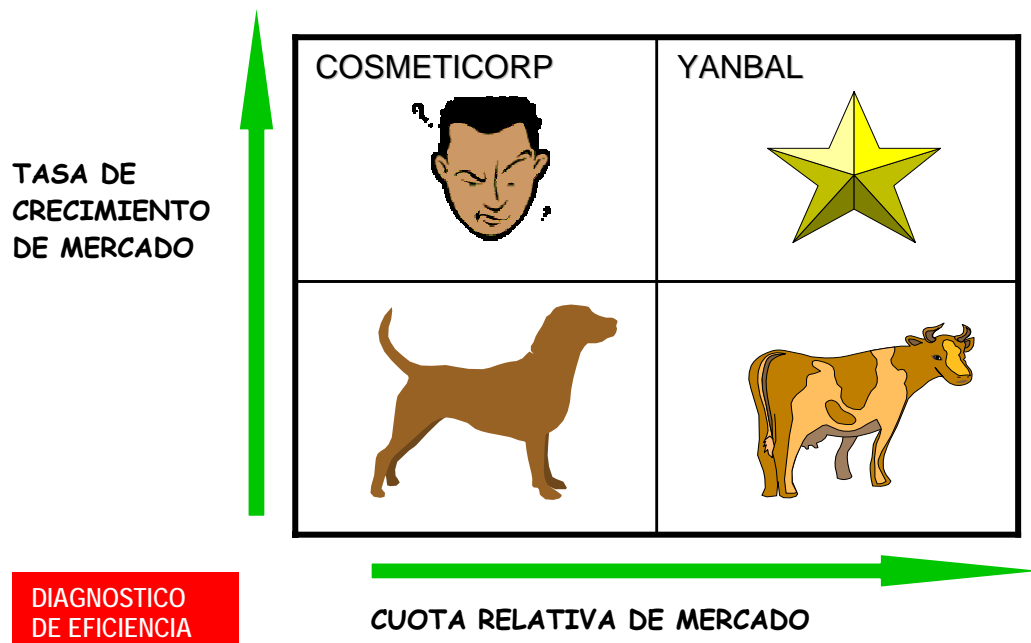 COSMETICORP
YANBAL
TASA DE
CRECIMIENTO
DE MERCADO
DIAGNOSTICO
DE EFICIENCIA
CUOTA RELATIVA DE MERCADO